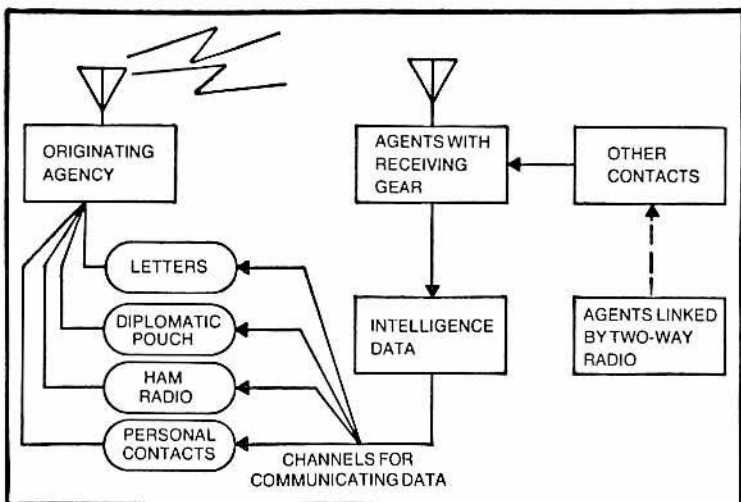 ORIGINATING
AGENCY
AGENTS WITH
RECEIVING
GEAR
OTHER
CONTACTS
LETTERS
DIPLOMATIC
POUCH
HAM
RADIO
PERSONAL
CONTACTS
INTELLIGENCE
DATA
AGENTS LINKED
BY TWO-WAY
RADIO
CHANNELS FOR
COMMUNICATING DATA